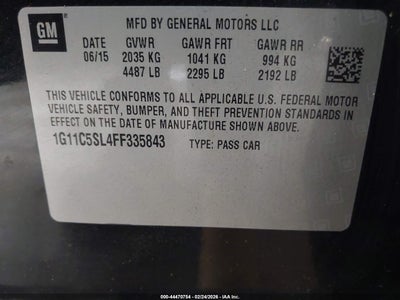 GM
MFD BY GENERAL MOTORS LLC
DATE GVWR GAWR FRT GAWR RR
06/15 2035 KG 1041 KG 994 KG
4487 LB 2295 LB 2192 LB
THIS VEHICLE CONFORMS TO ALL APPLICABLE U.S. FEDERAL MOTOR
VEHICLE SAFETY, BUMPER, AND THEFT PREVENTION STANDARDS IN
EFFECT ON THE DATE OF MANUFACTURE SHOWN ABOVE.
1G11C5SL4FF335843 TYPE: PASS CAR
000-44470754 - 02/24/2026 - IAA Inc.